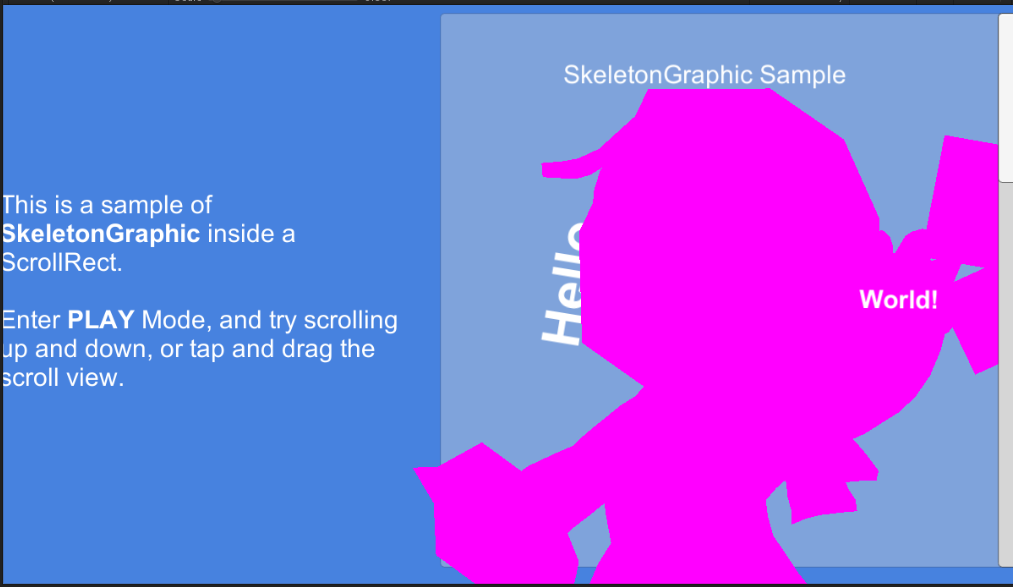 SkeletonGraphic Sample
This is a sample of
SkeletonGraphic inside a
ScrollRect.
Enter PLAY Mode, and try scrolling
up and down, or tap and drag the
scroll view.
Hello
World!